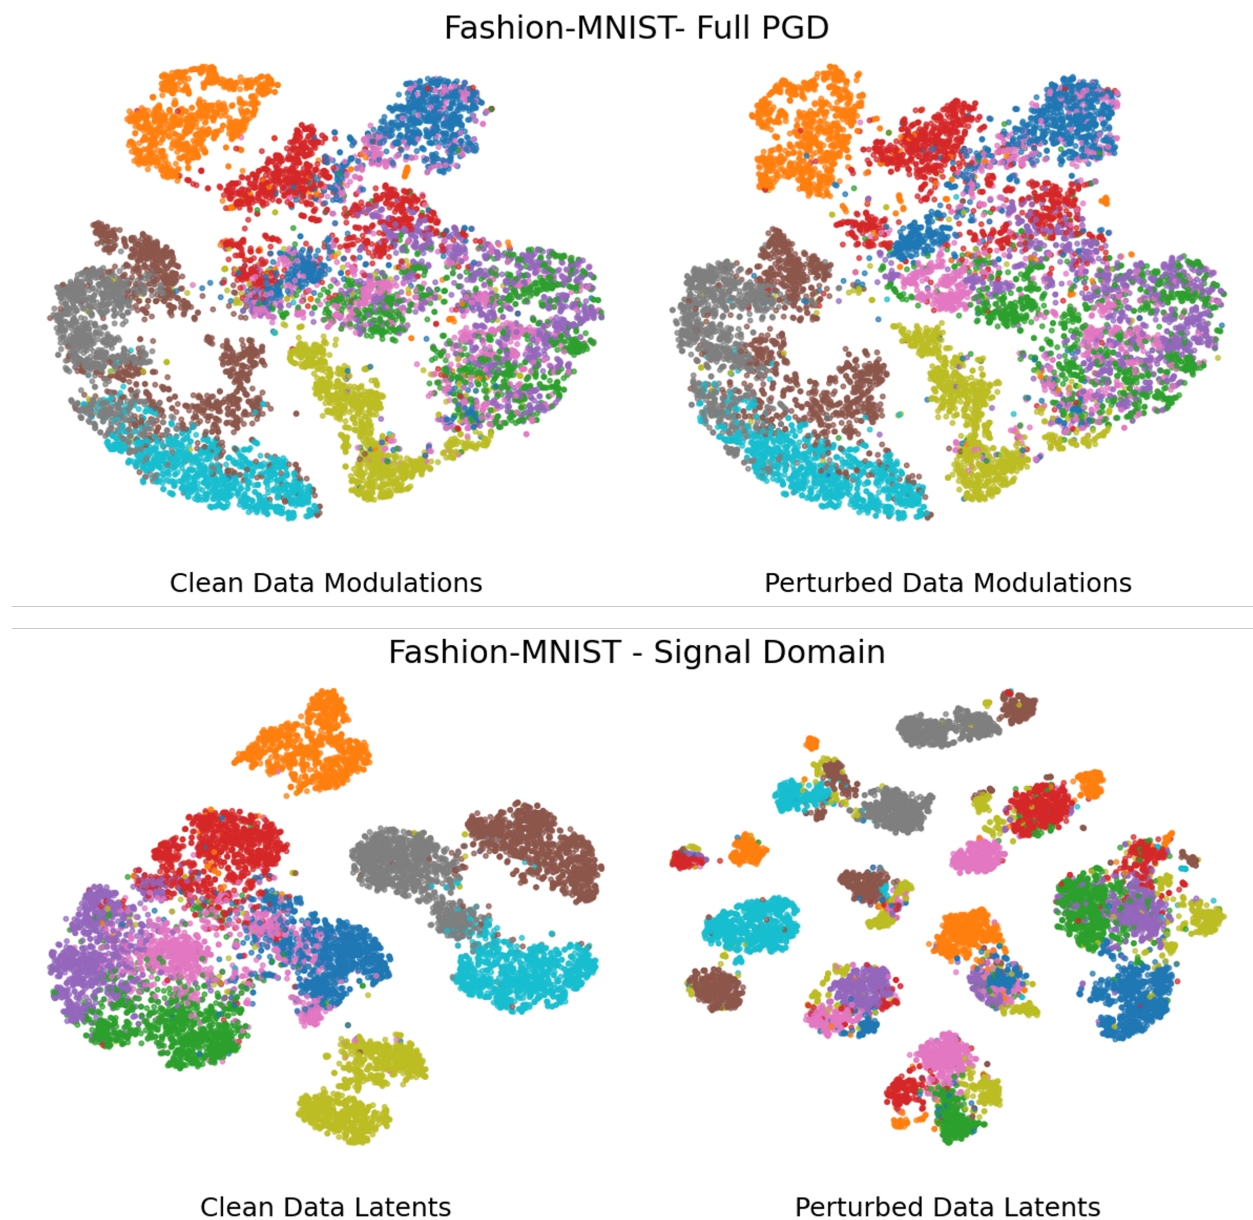 Fashion-MNIST- Full PGD
Clean Data Modulations
Perturbed Data Modulations
Fashion-MNIST - Signal Domain
Clean Data Latents
Perturbed Data Latents